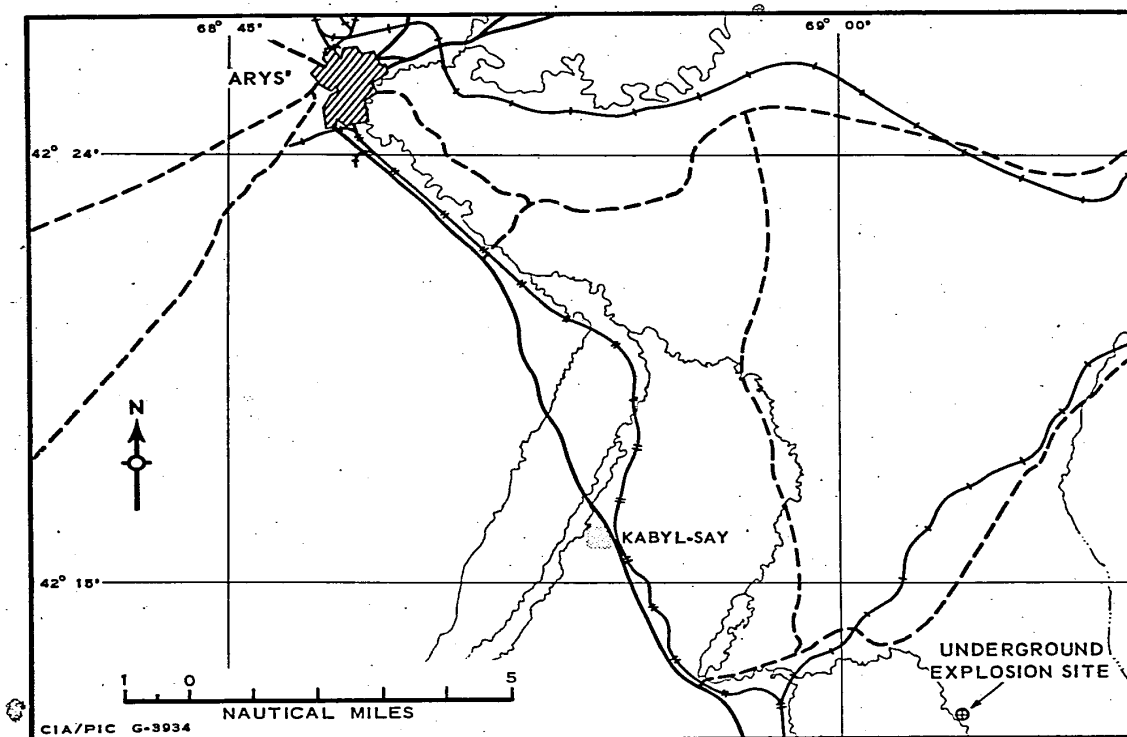 68° 45'
69° 00'
ARYS'
42° 24'
N
KABYL-SAY
42° 15'
UNDERGROUND
EXPLOSION SITE
1 0 5
NAUTICAL MILES
CIA/PIC G-3934